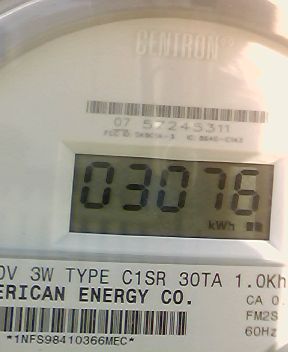 CENTRON
07 57245311
03076
kWh
0V 3W TYPE C1SR 30TA 1.0Kh
ERICAN ENERGY CO.
CA 0.
FM2S
60Hz
*1NFS98410366MEC*